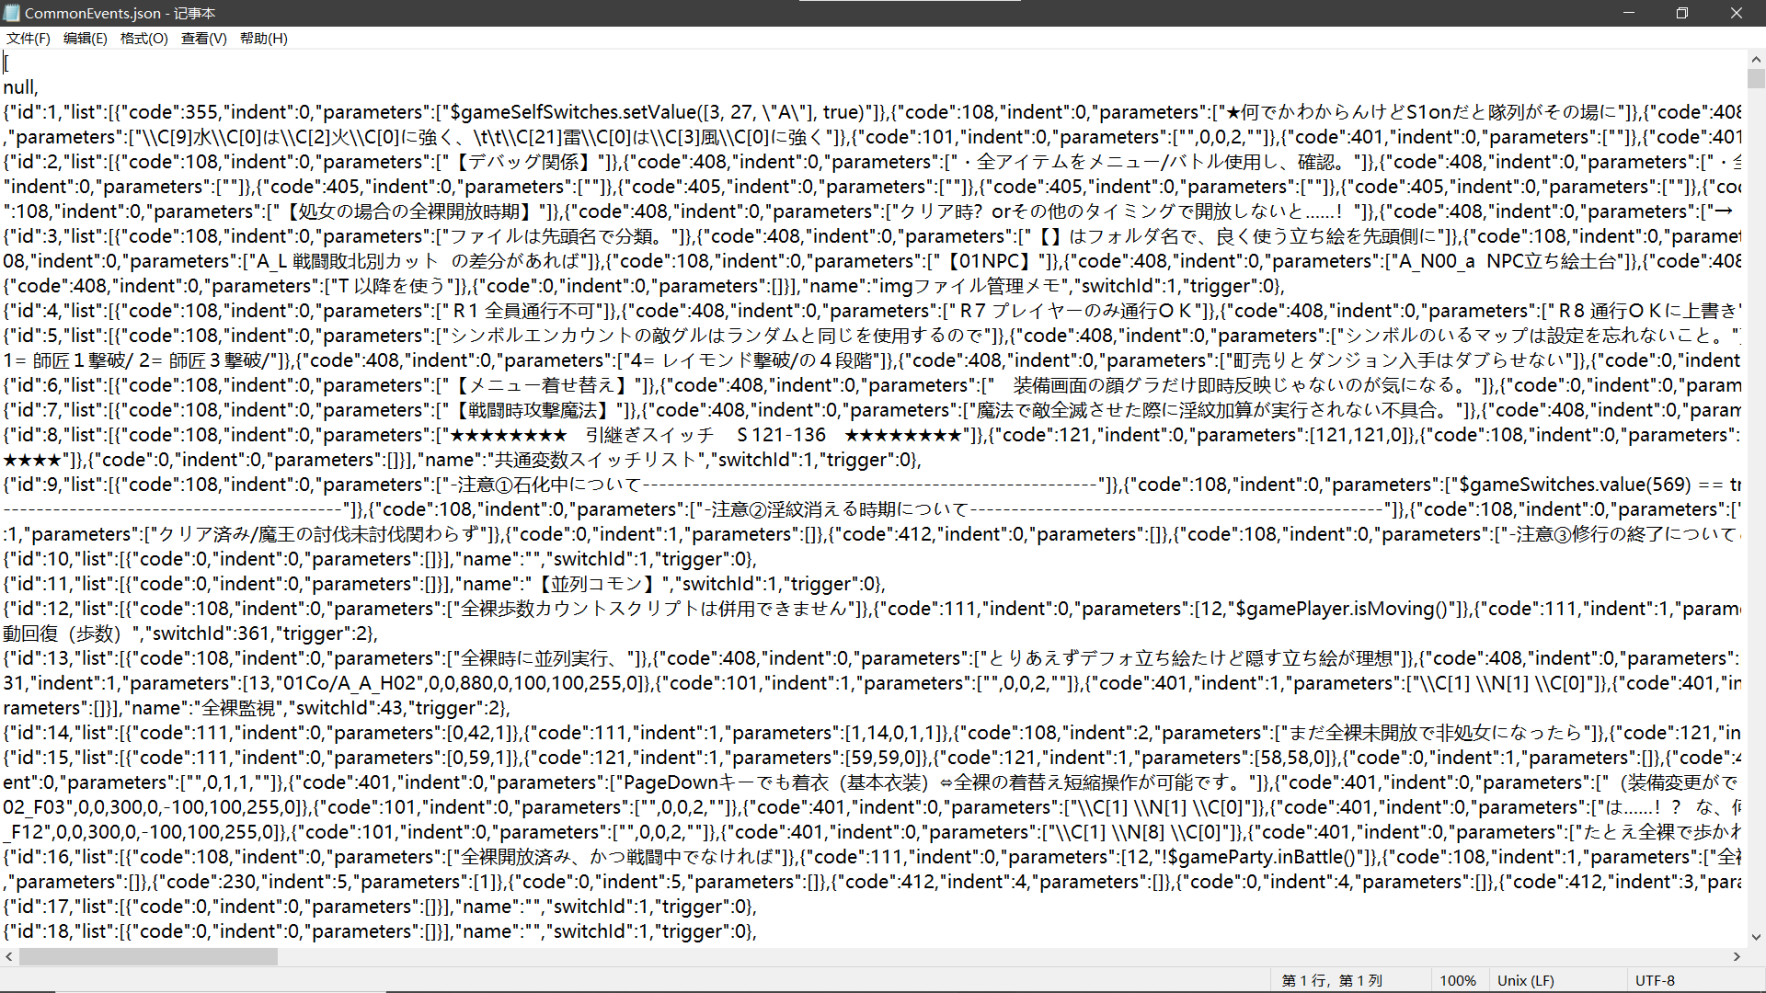 CommonEvents.json - 记事本
文件(F) 编辑(E) 格式(O) 查看(V) 帮助(H)
[
null,
{"id":1,"list":[{"code":355,"indent":0,"parameters":["$gameSelfSwitches.setValue([3, 27, \"A\"], true)"]},{"code":108,"indent":0,"parameters":["★何でかわからんけどS1onだと隊列がその場に"]},{"code":408
,"parameters":["\\C[9]水\\C[0]は\\C[2]火\\C[0]に強く、\t\t\\C[21]雷\\C[0]は\\C[3]風\\C[0]に強く"]},{"code":101,"indent":0,"parameters":["",0,0,2,""]},{"code":401,"indent":0,"parameters":[""]},{"code":401
{"id":2,"list":[{"code":108,"indent":0,"parameters":["【デバッグ関係】"]},{"code":408,"indent":0,"parameters":["・全アイテムをメニュー/バトル使用し、確認。"]},{"code":408,"indent":0,"parameters":["・全
"indent":0,"parameters":[""]},{"code":405,"indent":0,"parameters":[""]},{"code":405,"indent":0,"parameters":[""]},{"code":405,"indent":0,"parameters":[""]},{"code":405,"indent":0,"parameters":[""]},{"co
":108,"indent":0,"parameters":["【処女の場合の全裸開放時期】"]},{"code":408,"indent":0,"parameters":["クリア時？orその他のタイミングで開放しないと……！"]},{"code":408,"indent":0,"parameters":["→
{"id":3,"list":[{"code":108,"indent":0,"parameters":["ファイルは先頭名で分類。"]},{"code":408,"indent":0,"parameters":["【】はフォルダ名で、良く使う立ち絵を先頭側に"]},{"code":108,"indent":0,"paramet
08,"indent":0,"parameters":["A_L 戦闘敗北別カット の差分があれば"]},{"code":108,"indent":0,"parameters":["【01NPC】"]},{"code":408,"indent":0,"parameters":["A_N00_a NPC立ち絵土台"]},{"code":408
{"code":408,"indent":0,"parameters":["T 以降を使う"]},{"code":0,"indent":0,"parameters":[]}],"name":"imgファイル管理メモ","switchId":1,"trigger":0},
{"id":4,"list":[{"code":108,"indent":0,"parameters":["Ｒ1 全員通行不可"]},{"code":408,"indent":0,"parameters":["Ｒ7 プレイヤーのみ通行ＯＫ"]},{"code":408,"indent":0,"parameters":["Ｒ8 通行ＯＫに上書き"
{"id":5,"list":[{"code":108,"indent":0,"parameters":["シンボルエンカウントの敵グルはランダムと同じを使用するので"]},{"code":408,"indent":0,"parameters":["シンボルのいるマップは設定を忘れないこと。"]
1= 師匠１撃破/ 2= 師匠３撃破/"]},{"code":408,"indent":0,"parameters":["4= レイモンド撃破/の４段階"]},{"code":408,"indent":0,"parameters":["町売りとダンジョン入手はダブらせない"]},{"code":0,"indent
{"id":6,"list":[{"code":108,"indent":0,"parameters":["【メニュー着せ替え】"]},{"code":408,"indent":0,"parameters":["　装備画面の顔グラだけ即時反映じゃないのが気になる。"]},{"code":0,"indent":0,"param
{"id":7,"list":[{"code":108,"indent":0,"parameters":["【戦闘時攻撃魔法】"]},{"code":408,"indent":0,"parameters":["魔法で敵全滅させた際に淫紋加算が実行されない不具合。"]},{"code":408,"indent":0,"param
{"id":8,"list":[{"code":108,"indent":0,"parameters":["★★★★★★★★　引継ぎスイッチ　Ｓ121-136　★★★★★★★★"]},{"code":121,"indent":0,"parameters":[121,121,0]},{"code":108,"indent":0,"parameters":
★★★★"]},{"code":0,"indent":0,"parameters":[]}],"name":"共通変数スイッチリスト","switchId":1,"trigger":0},
{"id":9,"list":[{"code":108,"indent":0,"parameters":["-注意①石化中について-------------------------------------------------------"]},{"code":108,"indent":0,"parameters":["$gameSwitches.value(569) == tr
-----------------------------------------"]},{"code":108,"indent":0,"parameters":["-注意②淫紋消える時期について--------------------------------------------------"]},{"code":108,"indent":0,"parameters":["
:1,"parameters":["クリア済み/魔王の討伐未討伐関わらず"]},{"code":0,"indent":1,"parameters":[]},{"code":412,"indent":0,"parameters":[]},{"code":108,"indent":0,"parameters":["-注意③修行の終了について
{"id":10,"list":[{"code":0,"indent":0,"parameters":[]}],"name":"","switchId":1,"trigger":0},
{"id":11,"list":[{"code":0,"indent":0,"parameters":[]}],"name":"【並列コモン】","switchId":1,"trigger":0},
{"id":12,"list":[{"code":108,"indent":0,"parameters":["全裸歩数カウントスクリプトは併用できません"]},{"code":111,"indent":0,"parameters":[12,"$gamePlayer.isMoving()"]},{"code":111,"indent":1,"param
動回復（歩数）","switchId":361,"trigger":2},
{"id":13,"list":[{"code":108,"indent":0,"parameters":["全裸時に並列実行、"]},{"code":408,"indent":0,"parameters":["とりあえずデフォ立ち絵たけど隠す立ち絵が理想"]},{"code":408,"indent":0,"parameters":
31,"indent":1,"parameters":[13,"01Co/A_A_H02",0,0,880,0,100,100,255,0]},{"code":101,"indent":1,"parameters":["",0,0,2,""]},{"code":401,"indent":1,"parameters":["\\C[1] \\N[1] \\C[0]"]},{"code":401,"in
rameters":[]}],"name":"全裸監視","switchId":43,"trigger":2},
{"id":14,"list":[{"code":111,"indent":0,"parameters":[0,42,1]},{"code":111,"indent":1,"parameters":[1,14,0,1,1]},{"code":108,"indent":2,"parameters":["まだ全裸未開放で非処女になったら"]},{"code":121,"in
{"id":15,"list":[{"code":111,"indent":0,"parameters":[0,59,1]},{"code":121,"indent":1,"parameters":[59,59,0]},{"code":121,"indent":1,"parameters":[58,58,0]},{"code":0,"indent":1,"parameters":[]},{"code":4
ent":0,"parameters":["",0,1,1,""]},{"code":401,"indent":0,"parameters":["PageDownキーでも着衣（基本衣装）⇔全裸の着替え短縮操作が可能です。"]},{"code":401,"indent":0,"parameters":["（装備変更がで
02_F03",0,0,300,0,-100,100,255,0]},{"code":101,"indent":0,"parameters":["",0,0,2,""]},{"code":401,"indent":0,"parameters":["\\C[1] \\N[1] \\C[0]"]},{"code":401,"indent":0,"parameters":["は……！？ な、
_F12",0,0,300,0,-100,100,255,0]},{"code":101,"indent":0,"parameters":["",0,0,2,""]},{"code":401,"indent":0,"parameters":["\\C[1] \\N[8] \\C[0]"]},{"code":401,"indent":0,"parameters":["たとえ全裸で歩かれ
{"id":16,"list":[{"code":108,"indent":0,"parameters":["全裸開放済み、かつ戦闘中でなければ"]},{"code":111,"indent":0,"parameters":[12,"!$gameParty.inBattle()"]},{"code":108,"indent":1,"parameters":["全裸
,"parameters":[]},{"code":230,"indent":5,"parameters":[1]},{"code":0,"indent":5,"parameters":[]},{"code":412,"indent":4,"parameters":[]},{"code":0,"indent":4,"parameters":[]},{"code":412,"indent":3,"para
{"id":17,"list":[{"code":0,"indent":0,"parameters":[]}],"name":"","switchId":1,"trigger":0},
{"id":18,"list":[{"code":0,"indent":0,"parameters":[]}],"name":"","switchId":1,"trigger":0},
第 1 行，第 1 列 100% Unix (LF) UTF-8